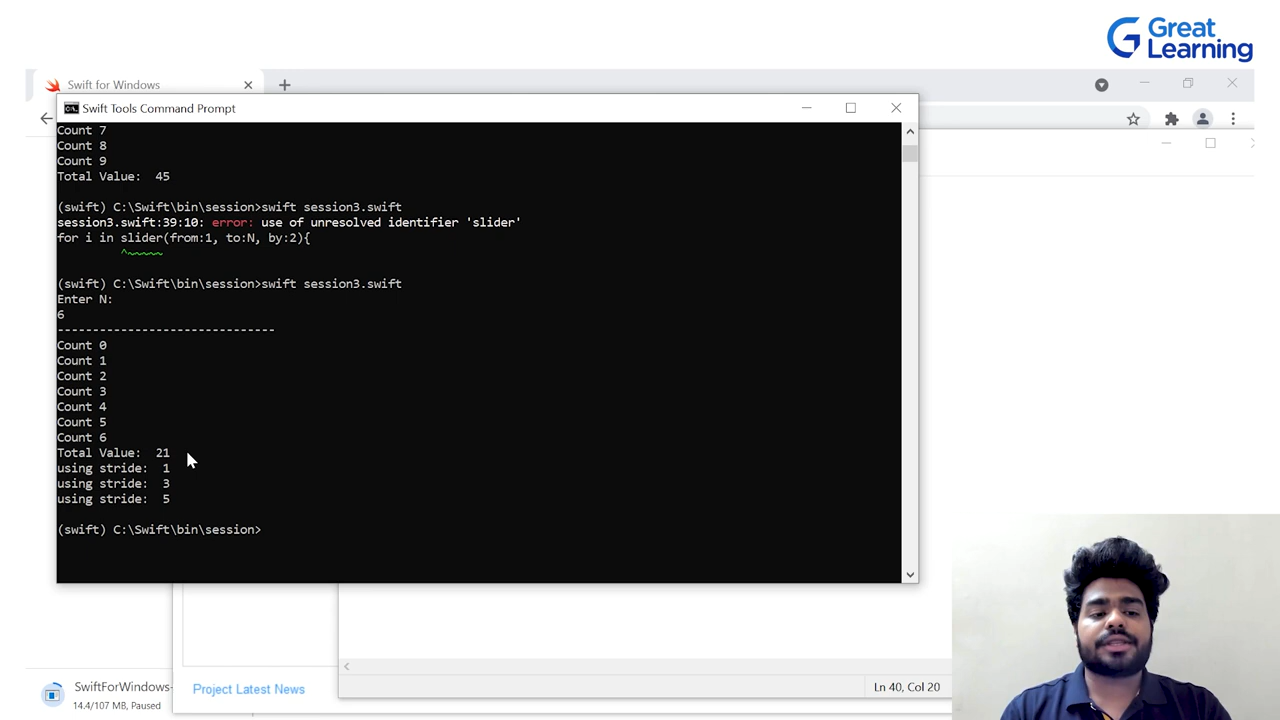 Great
Learning
Swift for Windows
Swift Tools Command Prompt
Count 7
Count 8
Count 9
Total Value:  45
(swift) C:\Swift\bin\session>swift session3.swift
session3.swift:39:10: error: use of unresolved identifier 'slider'
for i in slider(from:1, to:N, by:2){
^~~~~~
(swift) C:\Swift\bin\session>swift session3.swift
Enter N:
6
-------------------------------
Count 0
Count 1
Count 2
Count 3
Count 4
Count 5
Count 6
Total Value:  21
using stride:  1
using stride:  3
using stride:  5
(swift) C:\Swift\bin\session>
SwiftForWindows-
14.4/107 MB, Paused
Project Latest News
Ln 40, Col 20